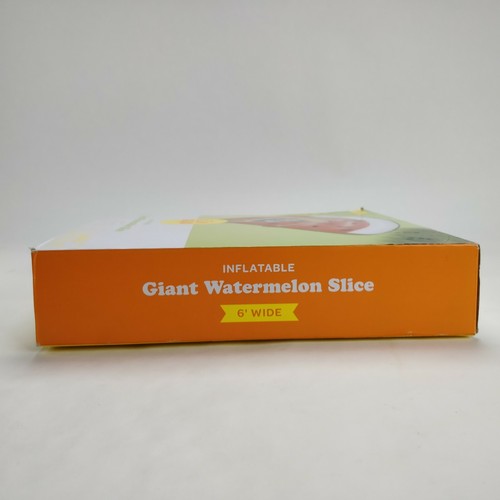 INFLATABLE
Giant Watermelon Slice
6' WIDE